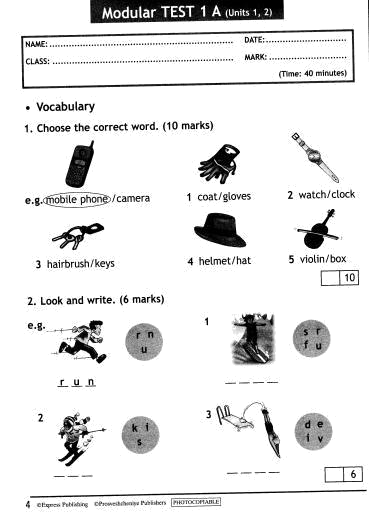 Modular TEST 1 A (Units 1, 2)
NAME: DATE:
CLASS: MARK:
(Time: 40 minutes)
• Vocabulary
1. Choose the correct word. (10 marks)
e.g. mobile phone/camera 1 coat/gloves 2 watch/clock
3 hairbrush/keys 4 helmet/hat 5 violin/box
10
2. Look and write. (6 marks)
e.g. r n 1 s r
u f u
r u n
2 k i 3 d e
s i v
6
4 ©Express Publishing ©Prosveshcheniye Publishers PHOTOCOPIABLE